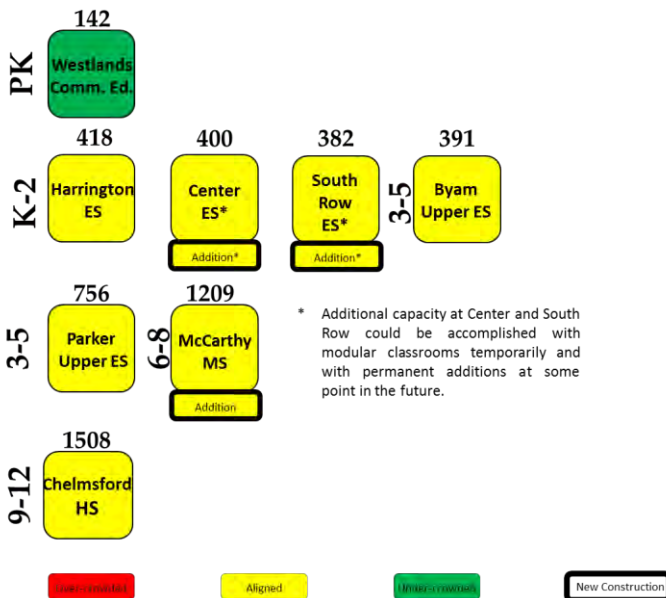 142
PK
Westlands
Comm. Ed.
418
400
382
391
K-2
Harrington
ES
Center
ES*
Addition*
South
Row
ES*
Addition*
3-5
Byam
Upper ES
756
1209
3-5
Parker
Upper ES
6-8
McCarthy
MS
Addition
* Additional capacity at Center and South
Row could be accomplished with
modular classrooms temporarily and
with permanent additions at some
point in the future.
1508
9-12
Chelmsford
HS
Aligned
Under-crowded
New Construction